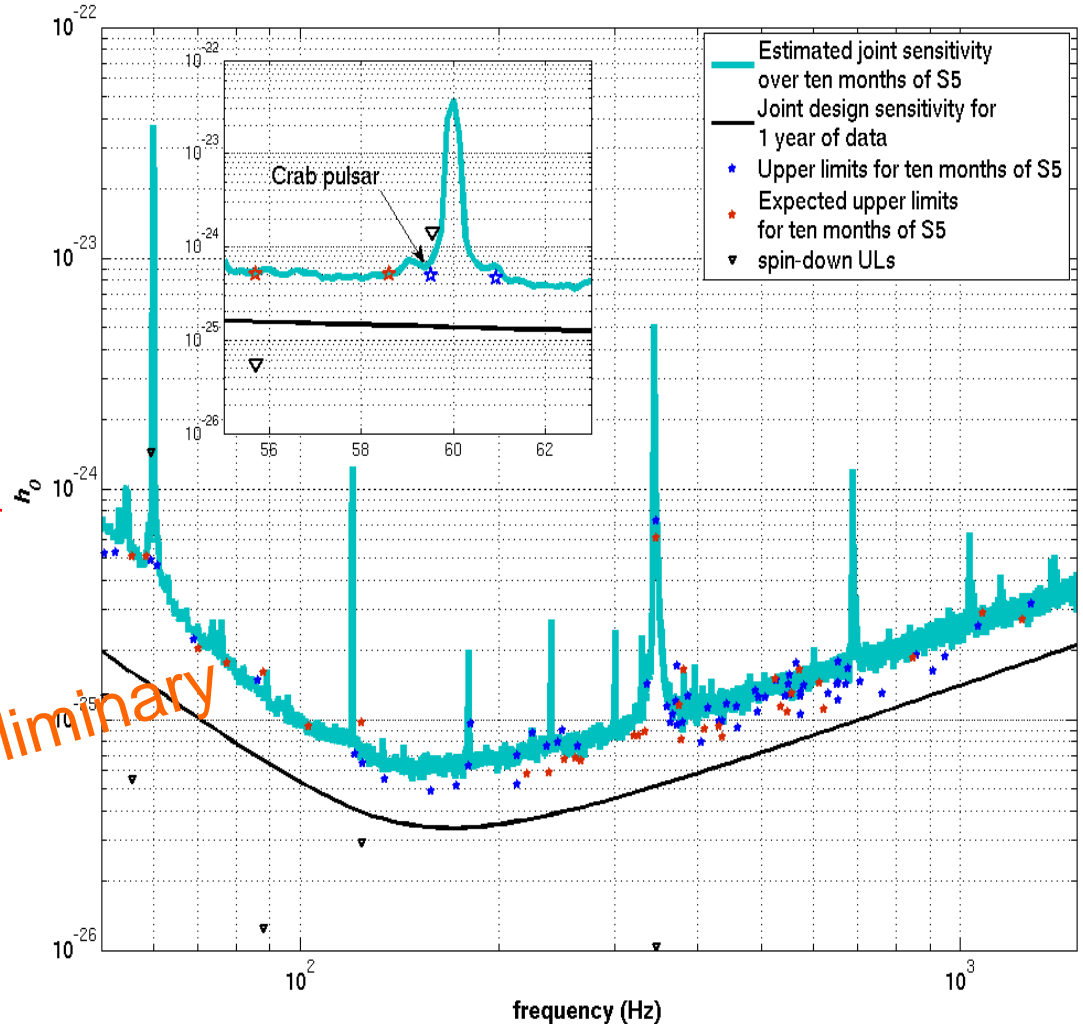 10^-22
10^-23
10^-24
10^-25
10^-26
h_0
10^2
10^3
frequency (Hz)
10^-22
10^-23
10^-24
10^-25
10^-26
56
58
60
62
Crab pulsar
Estimated joint sensitivity
over ten months of S5
Joint design sensitivity for
1 year of data
Upper limits for ten months of S5
Expected upper limits
for ten months of S5
spin-down ULs
liminary